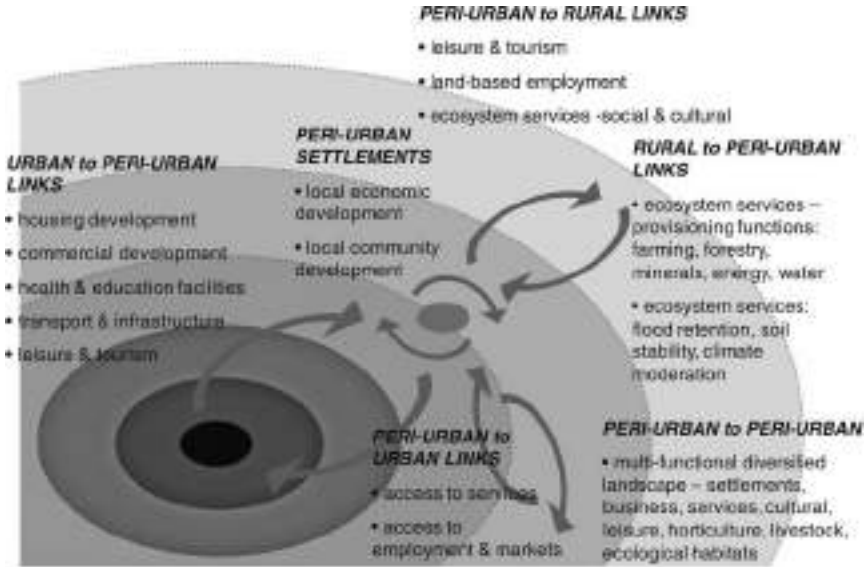 PERI-URBAN to RURAL LINKS
• leisure & tourism
• land-based employment
• ecosystem services -social & cultural
PERI-URBAN
SETTLEMENTS
• local economic
development
• local community
development
URBAN to PERI-URBAN
LINKS
• housing development
• commercial development
• health & education facilities
• transport & infrastructure
• leisure & tourism
RURAL to PERI-URBAN
LINKS
• ecosystem services –
provisioning functions:
farming, forestry,
minerals, energy, water
• ecosystem services:
flood retention, soil
stability, climate
moderation
PERI-URBAN to
URBAN LINKS
• access to services
• access to
employment & markets
PERI-URBAN to PERI-URBAN
• multi-functional diversified
landscape – settlements,
business, services, cultural,
leisure, horticulture, livestock,
ecological habitats